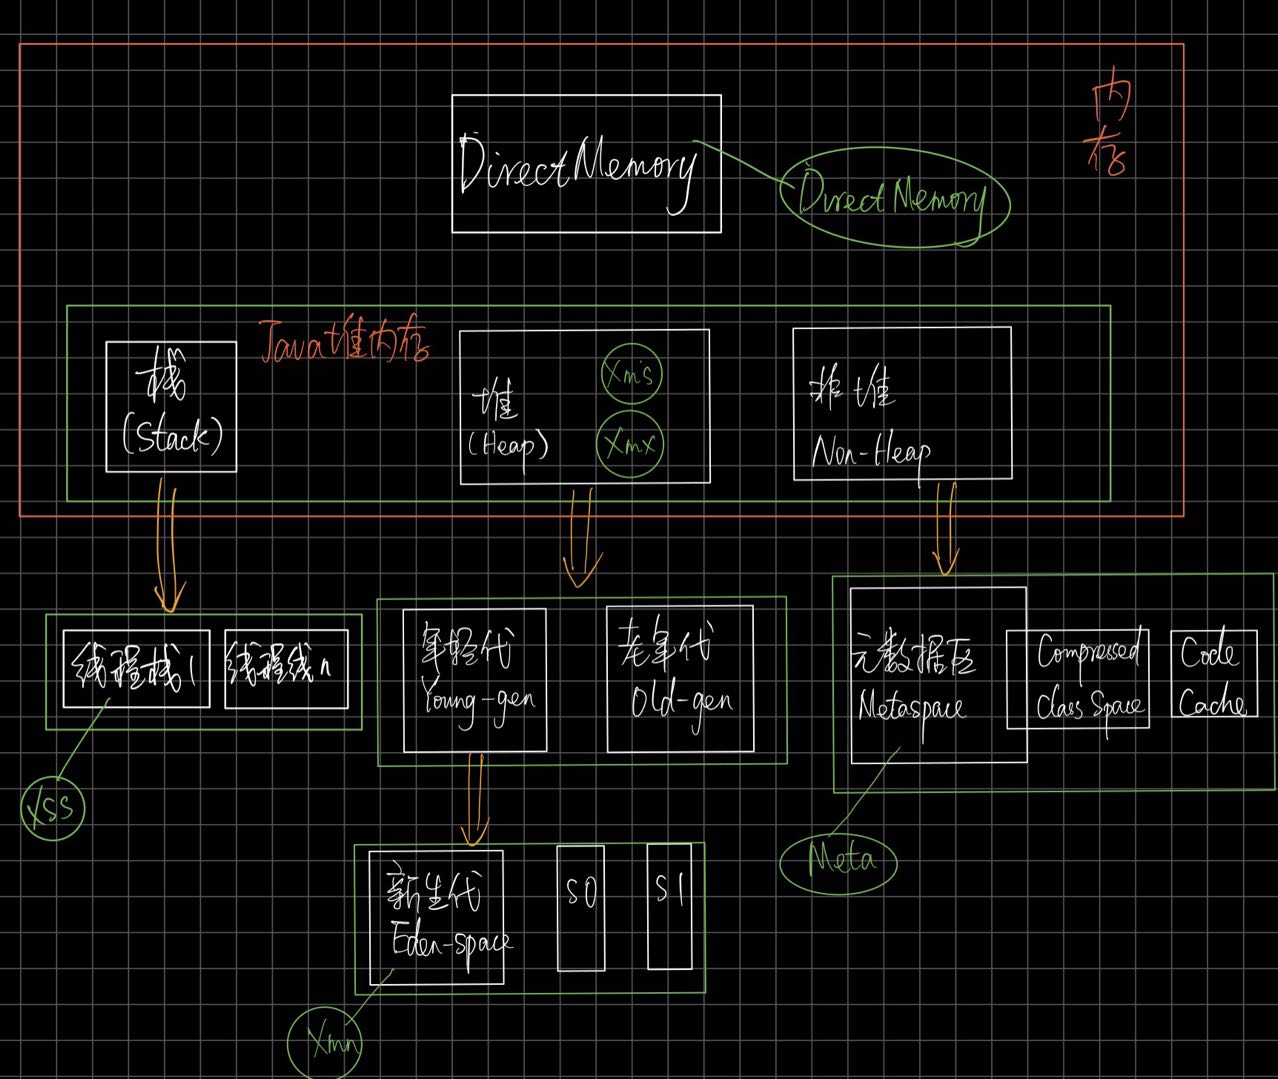 内
存
DirectMemory
DirectMemory
Java堆内存
栈
(Stack)
堆
(Heap)
Xms
Xmx
非堆
Non-Heap
线程栈1
线程线n
年轻代
Young-gen
老年代
Old-gen
元数据区
Metaspace
Compressed
Class Space
Code
Cache
Xss
新生代
Eden-space
S0
S1
Meta
Xmn